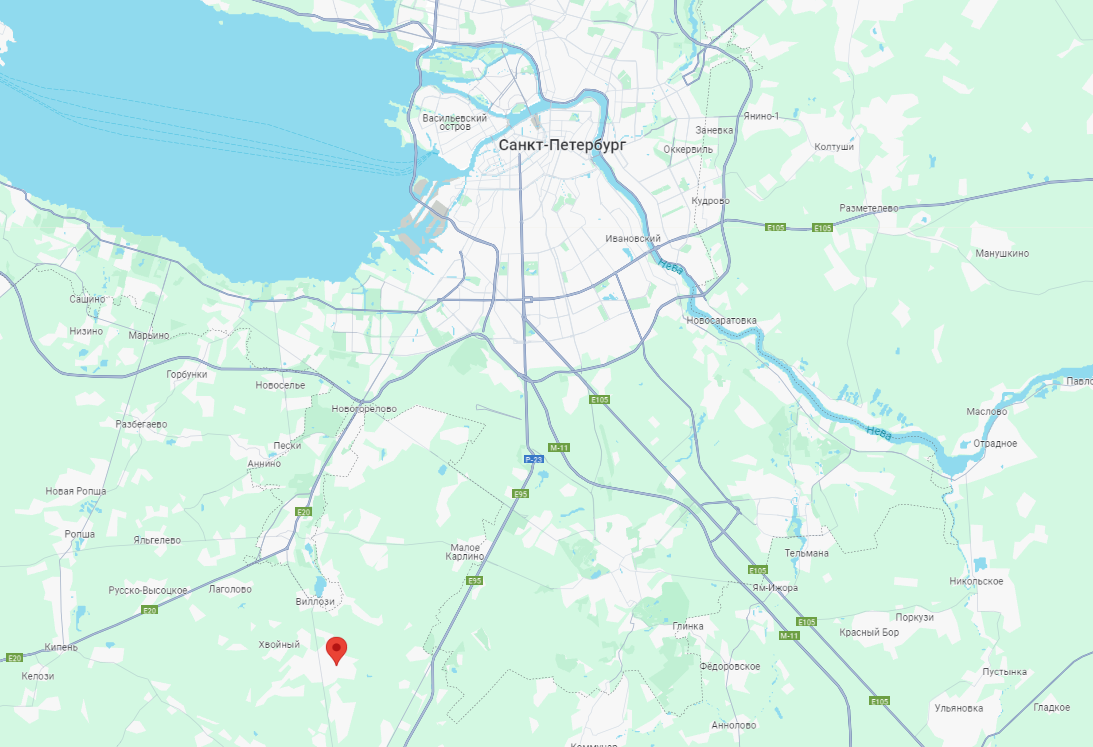 Васильевский
остров
Санкт-Петербург
Янино-1
Заневка
Оккервиль
Колтуши
Кудрово
Разметелево
E105
E105
Ивановский
Манушкино
Нева
Сашино
Низино
Марьино
Новосаратовка
Горбунки
Новоселье
Новогорелово
E105
Павло
Маслово
Нева
Отрадное
Разбегаево
Пески
Аннино
М-11
Р-23
Новая Ропша
E95
E20
Ропша
Яльгелево
Малое
Карлино
Тельмана
E105
E95
Никольское
Русско-Высоцкое
Лаголово
Ям-Ижора
Виллози
E20
Поркузи
E105
Глинка
М-11
Красный Бор
Хвойный
Кипень
E20
Келози
Фёдоровское
Пустынка
E105
Ульяновка
Гладкое
Аннолово
Коммунар